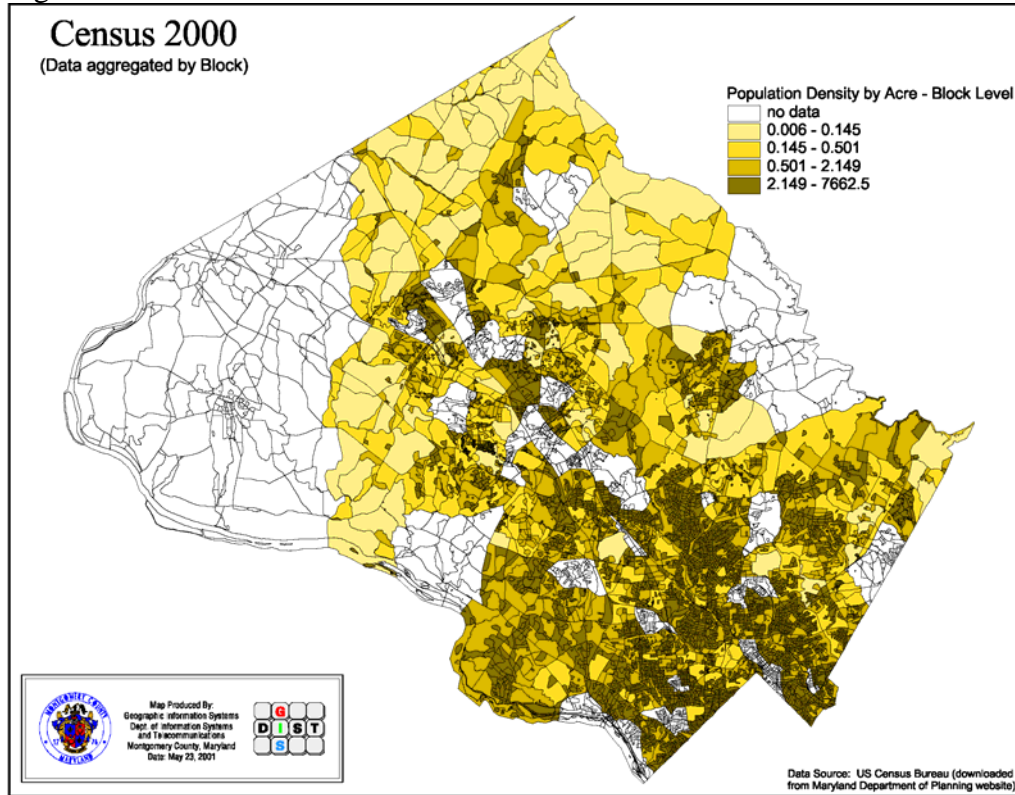 Census 2000
(Data aggregated by Block)
Population Density by Acre - Block Level
no data
0.006 - 0.145
0.145 - 0.501
0.501 - 2.149
2.149 - 7662.5
MONTGOMERY COUNTY
MARYLAND
Map Produced By:
Geographic Information Systems
Dept. of Information Systems
and Telecommunications
Montgomery County, Maryland
Date: May 23, 2001
G
D I S T
S
Data Source: US Census Bureau (downloaded
from Maryland Department of Planning website)